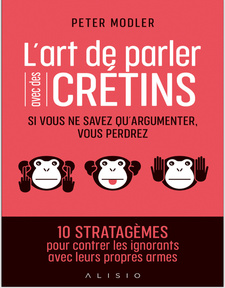 PETER MODLER
L'art de parler
avec des
CRÉTINS
SI VOUS NE SAVEZ QU'ARGUMENTER,
VOUS PERDREZ
10 STRATAGÈMES
pour contrer les ignorants
avec leurs propres armes
ALISIO